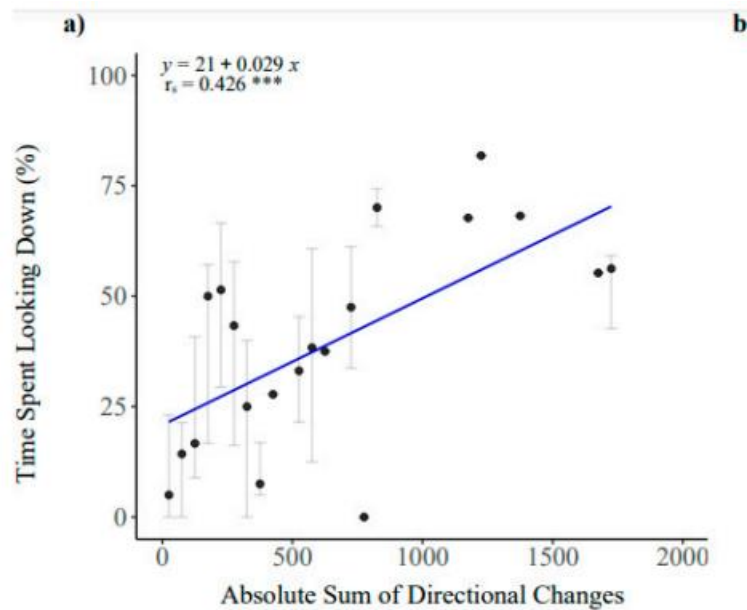 a)
b
y = 21 + 0.029 x
rₛ = 0.426 ***
100
75
50
25
0
Time Spent Looking Down (%)
0 500 1000 1500 2000
Absolute Sum of Directional Changes